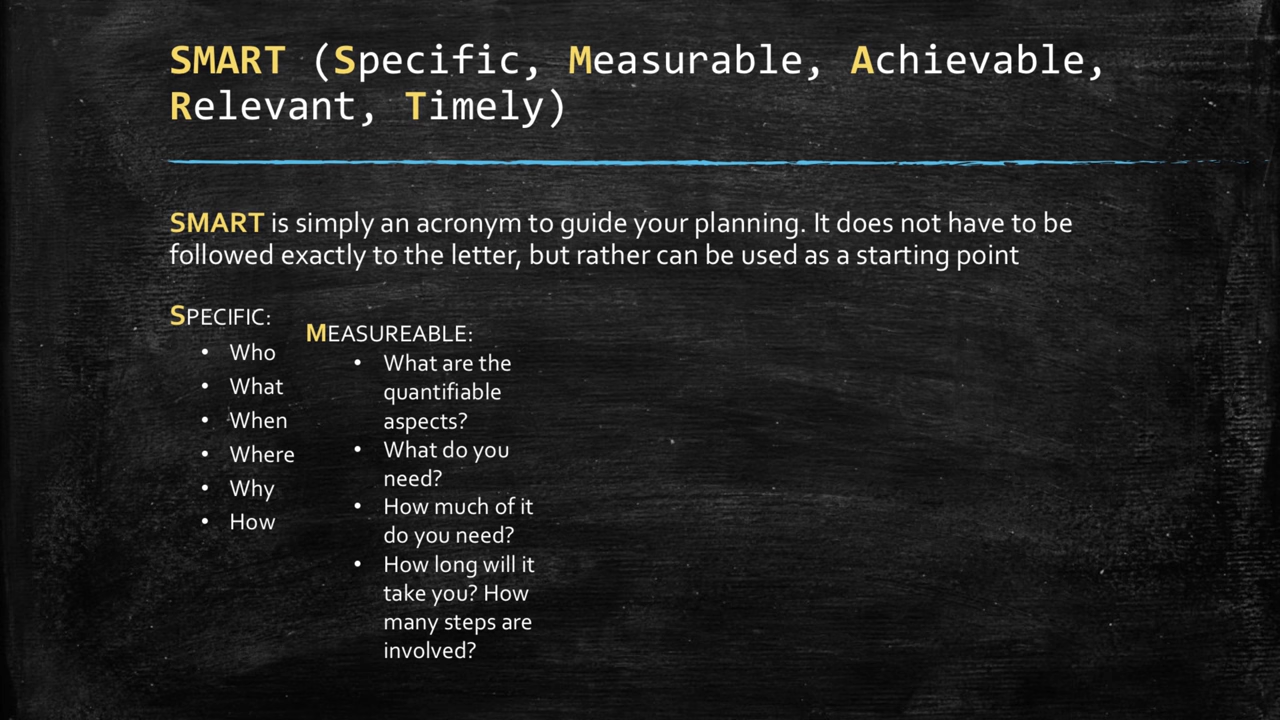 SMART (Specific, Measurable, Achievable,
Relevant, Timely)
SMART is simply an acronym to guide your planning. It does not have to be
followed exactly to the letter, but rather can be used as a starting point
SPECIFIC:
• Who
• What
• When
• Where
• Why
• How
MEASUREABLE:
• What are the
quantifiable
aspects?
• What do you
need?
• How much of it
do you need?
• How long will it
take you? How
many steps are
involved?